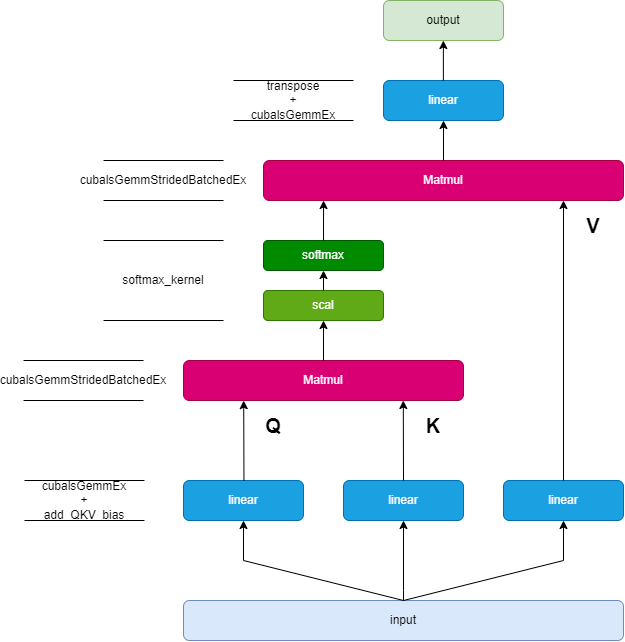 output
transpose
+
cubalsGemmEx
linear
cubalsGemmStridedBatchedEx
Matmul
V
softmax
softmax_kernel
scal
cubalsGemmStridedBatchedEx
Matmul
Q
K
cubalsGemmEx
+
add_QKV_bias
linear
linear
linear
input